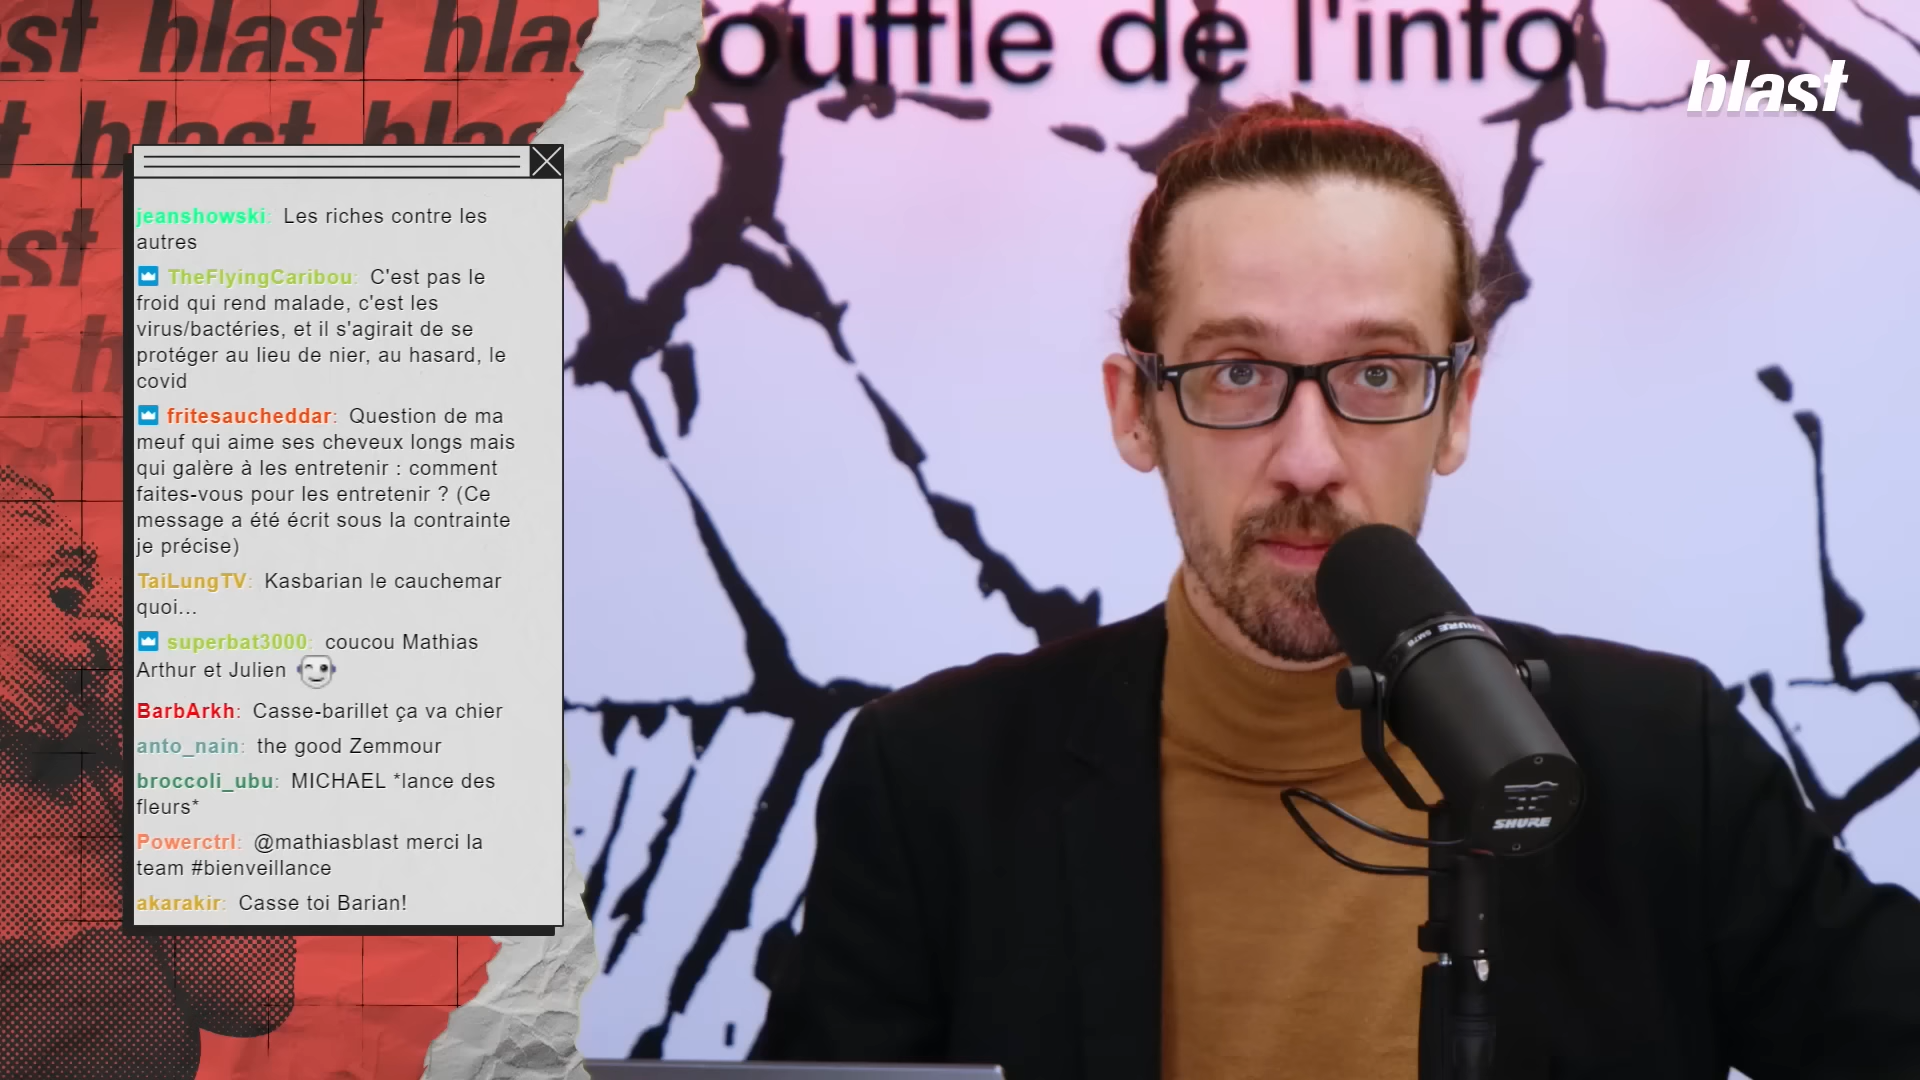 st blast blas
t blast blas
ouffle de l'info
blast
ast
t b
jeanshowski: Les riches contre les
autres
TheFlyingCaribou: C'est pas le
froid qui rend malade, c'est les
virus/bactéries, et il s'agirait de se
protéger au lieu de nier, au hasard, le
covid
fritesaucheddar: Question de ma
meuf qui aime ses cheveux longs mais
qui galère à les entretenir : comment
faites-vous pour les entretenir ? (Ce
message a été écrit sous la contrainte
je précise)
TaiLungTV: Kasbarian le cauchemar
quoi...
superbat3000: coucou Mathias
Arthur et Julien
BarbArkh: Casse-barillet ça va chier
anto_nain: the good Zemmour
broccoli_ubu: MICHAEL *lance des
fleurs*
Powerctrl: @mathiasblast merci la
team #bienveillance
akarakir: Casse toi Barian!
SHURE SM7B
SHURE